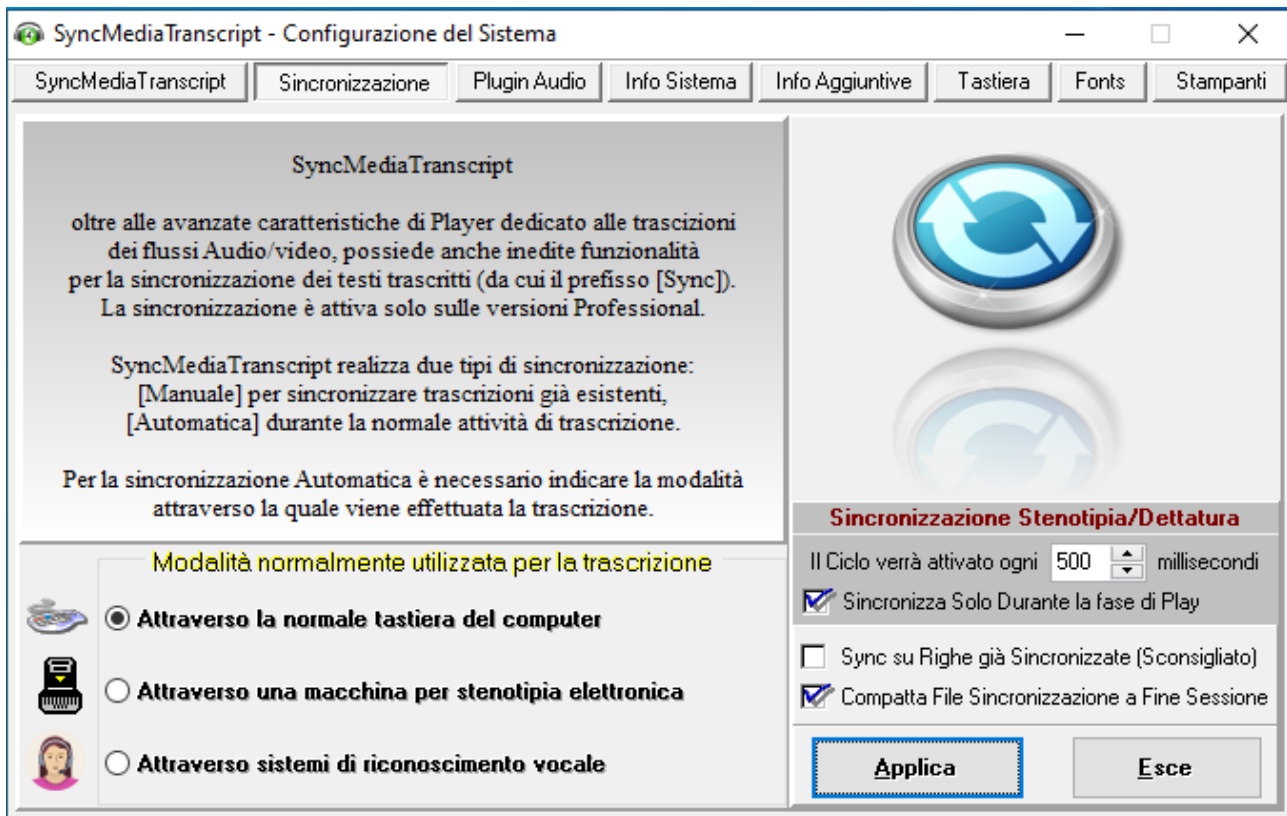 SyncMediaTranscript - Configurazione del Sistema
SyncMediaTranscript Sincronizzazione Plugin Audio Info Sistema Info Aggiuntive Tastiera Fonts Stampanti
SyncMediaTranscript
oltre alle avanzate caratteristiche di Player dedicato alle trascizioni
dei flussi Audio/video, possiede anche inedite funzionalità
per la sincronizzazione dei testi trascritti (da cui il prefisso [Sync]).
La sincronizzazione è attiva solo sulle versioni Professional.
SyncMediaTranscript realizza due tipi di sincronizzazione:
[Manuale] per sincronizzare trascrizioni già esistenti,
[Automatica] durante la normale attività di trascrizione.
Per la sincronizzazione Automatica è necessario indicare la modalità
attraverso la quale viene effettuata la trascrizione.
Modalità normalmente utilizzata per la trascrizione
Attraverso la normale tastiera del computer
Attraverso una macchina per stenotipia elettronica
Attraverso sistemi di riconoscimento vocale
Sincronizzazione Stenotipia/Dettatura
Il Ciclo verrà attivato ogni 500 millisecondi
Sincronizza Solo Durante la fase di Play
Sync su Righe già Sincronizzate (Sconsigliato)
Compatta File Sincronizzazione a Fine Sessione
Applica Esce